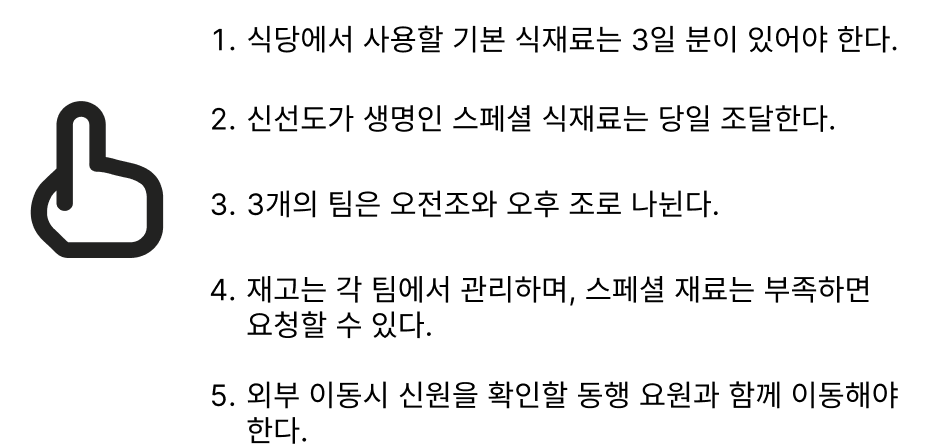 1. 식당에서 사용할 기본 식재료는 3일 분이 있어야 한다.
2. 신선도가 생명인 스페셜 식재료는 당일 조달한다.
3. 3개의 팀은 오전조와 오후 조로 나뉜다.
4. 재고는 각 팀에서 관리하며, 스페셜 재료는 부족하면
요청할 수 있다.
5. 외부 이동시 신원을 확인할 동행 요원과 함께 이동해야
한다.